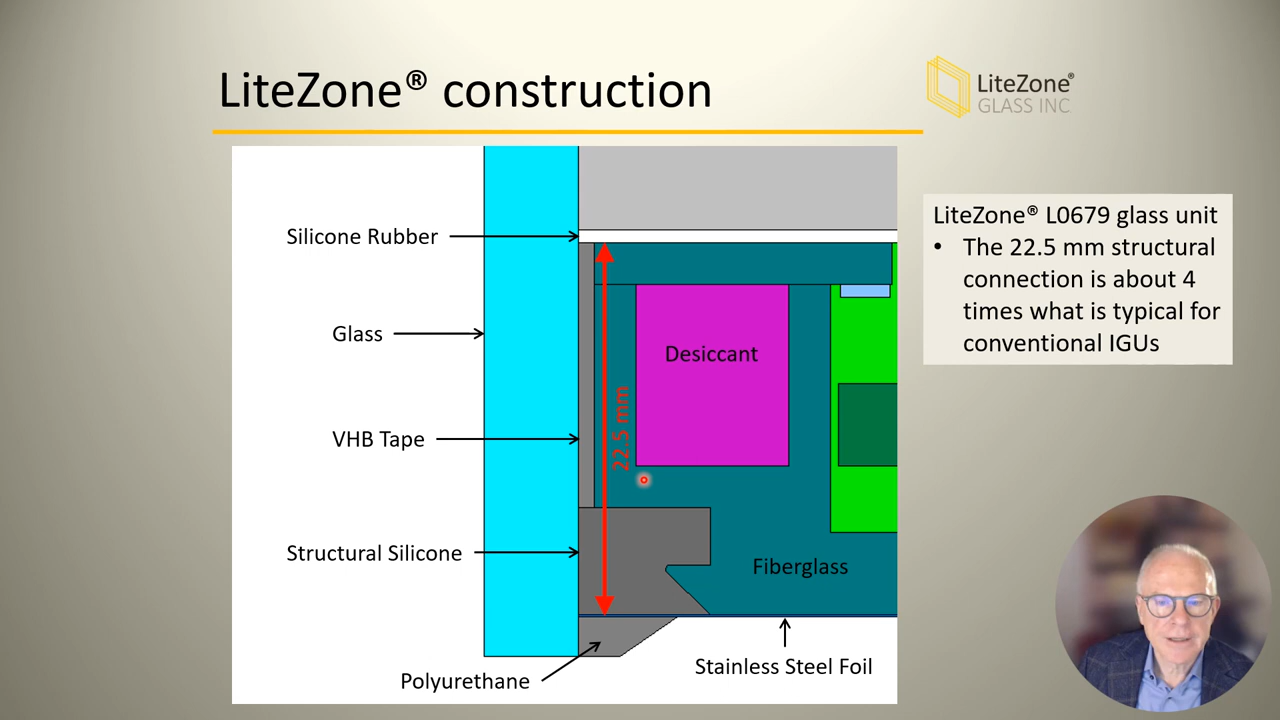 LiteZone® construction
LiteZone®
GLASS INC
LiteZone® L0679 glass unit
• The 22.5 mm structural
connection is about 4
times what is typical for
conventional IGUs
Silicone Rubber
Glass
Desiccant
22.5 mm
VHB Tape
Structural Silicone
Fiberglass
Polyurethane
Stainless Steel Foil